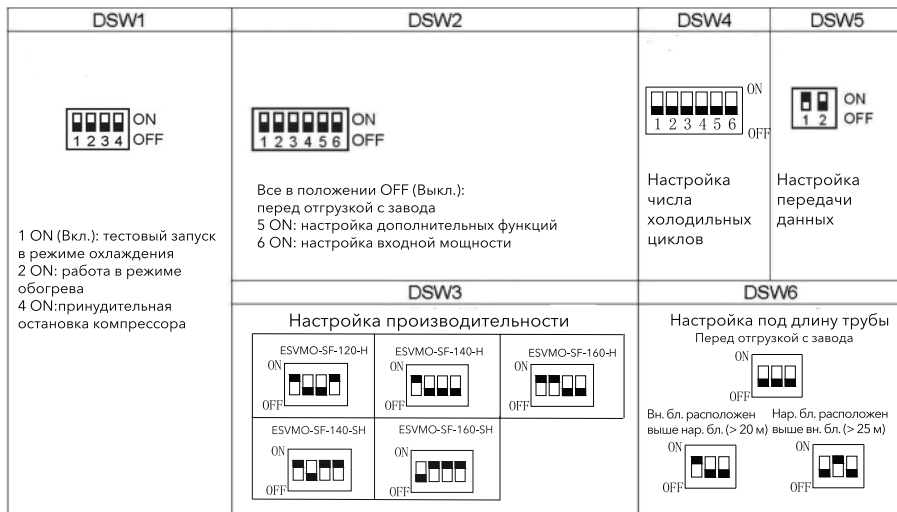 DSW1
ON
OFF
1 2 3 4
1 ON (Вкл.): тестовый запуск
в режиме охлаждения
2 ON: работа в режиме
обогрева
4 ON:принудительная
остановка компрессора
DSW2
ON
OFF
1 2 3 4 5 6
Все в положении OFF (Выкл.):
перед отгрузкой с завода
5 ON: настройка дополнительных функций
6 ON: настройка входной мощности
DSW4
ON
1 2 3 4 5 6
OFF
Настройка
числа
холодильных
циклов
DSW5
ON
OFF
1 2
Настройка
передачи
данных
DSW3
Настройка производительности
ESVMO-SF-120-H
ON
OFF
ESVMO-SF-140-H
ON
OFF
ESVMO-SF-160-H
ON
OFF
ESVMO-SF-140-SH
ON
OFF
ESVMO-SF-160-SH
ON
OFF
DSW6
Настройка под длину трубы
Перед отгрузкой с завода
ON
OFF
Вн. бл. расположен
выше нар. бл. (> 20 м)
ON
OFF
Нар. бл. расположен
выше вн. бл. (> 25 м)
ON
OFF